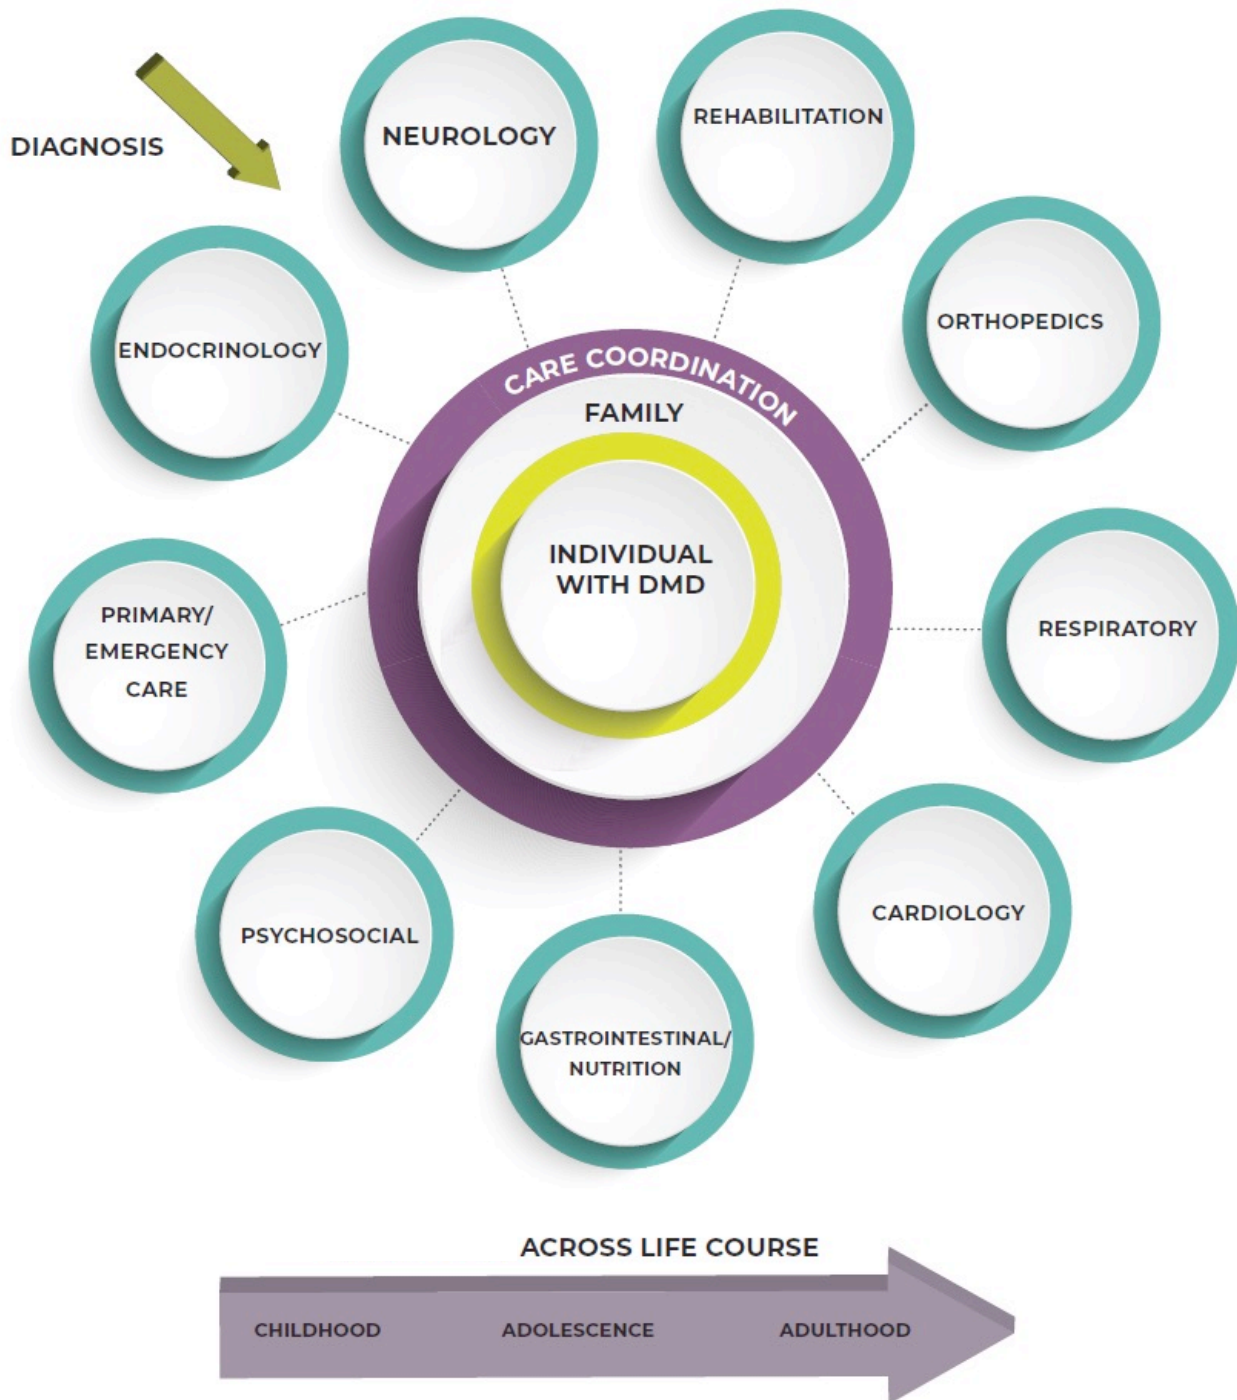 DIAGNOSIS
NEUROLOGY
REHABILITATION
ENDOCRINOLOGY
ORTHOPEDICS
CARE COORDINATION
FAMILY
INDIVIDUAL
WITH DMD
PRIMARY/
EMERGENCY
CARE
RESPIRATORY
PSYCHOSOCIAL
CARDIOLOGY
GASTROINTESTINAL/
NUTRITION
ACROSS LIFE COURSE
CHILDHOOD
ADOLESCENCE
ADULTHOOD